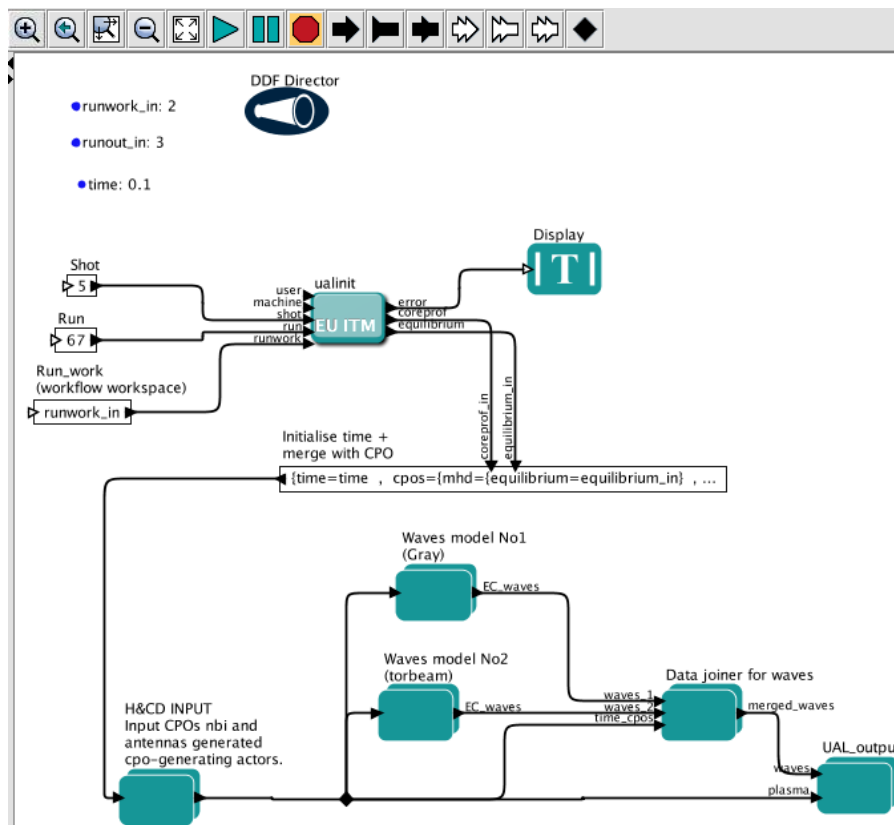 DDF Director
runwork_in: 2
runout_in: 3
time: 0.1
Display
T
Shot
5
Run
67
Run_work
(workflow workspace)
runwork_in
ualinit
user
machine
shot
run
runwork
EU ITM
error
coreprof
equilibrium
coreprof_in
equilibrium_in
Initialise time +
merge with CPO
{time=time , cpos={mhd={equilibrium=equilibrium_in} , ...
Waves model No1
(Gray)
EC_waves
Waves model No2
(torbeam)
EC_waves
Data joiner for waves
waves_1
waves_2
time_cpos
merged_waves
H&CD INPUT
Input CPOs nbi and
antennas generated
cpo-generating actors.
UAL_outpu
waves
plasma